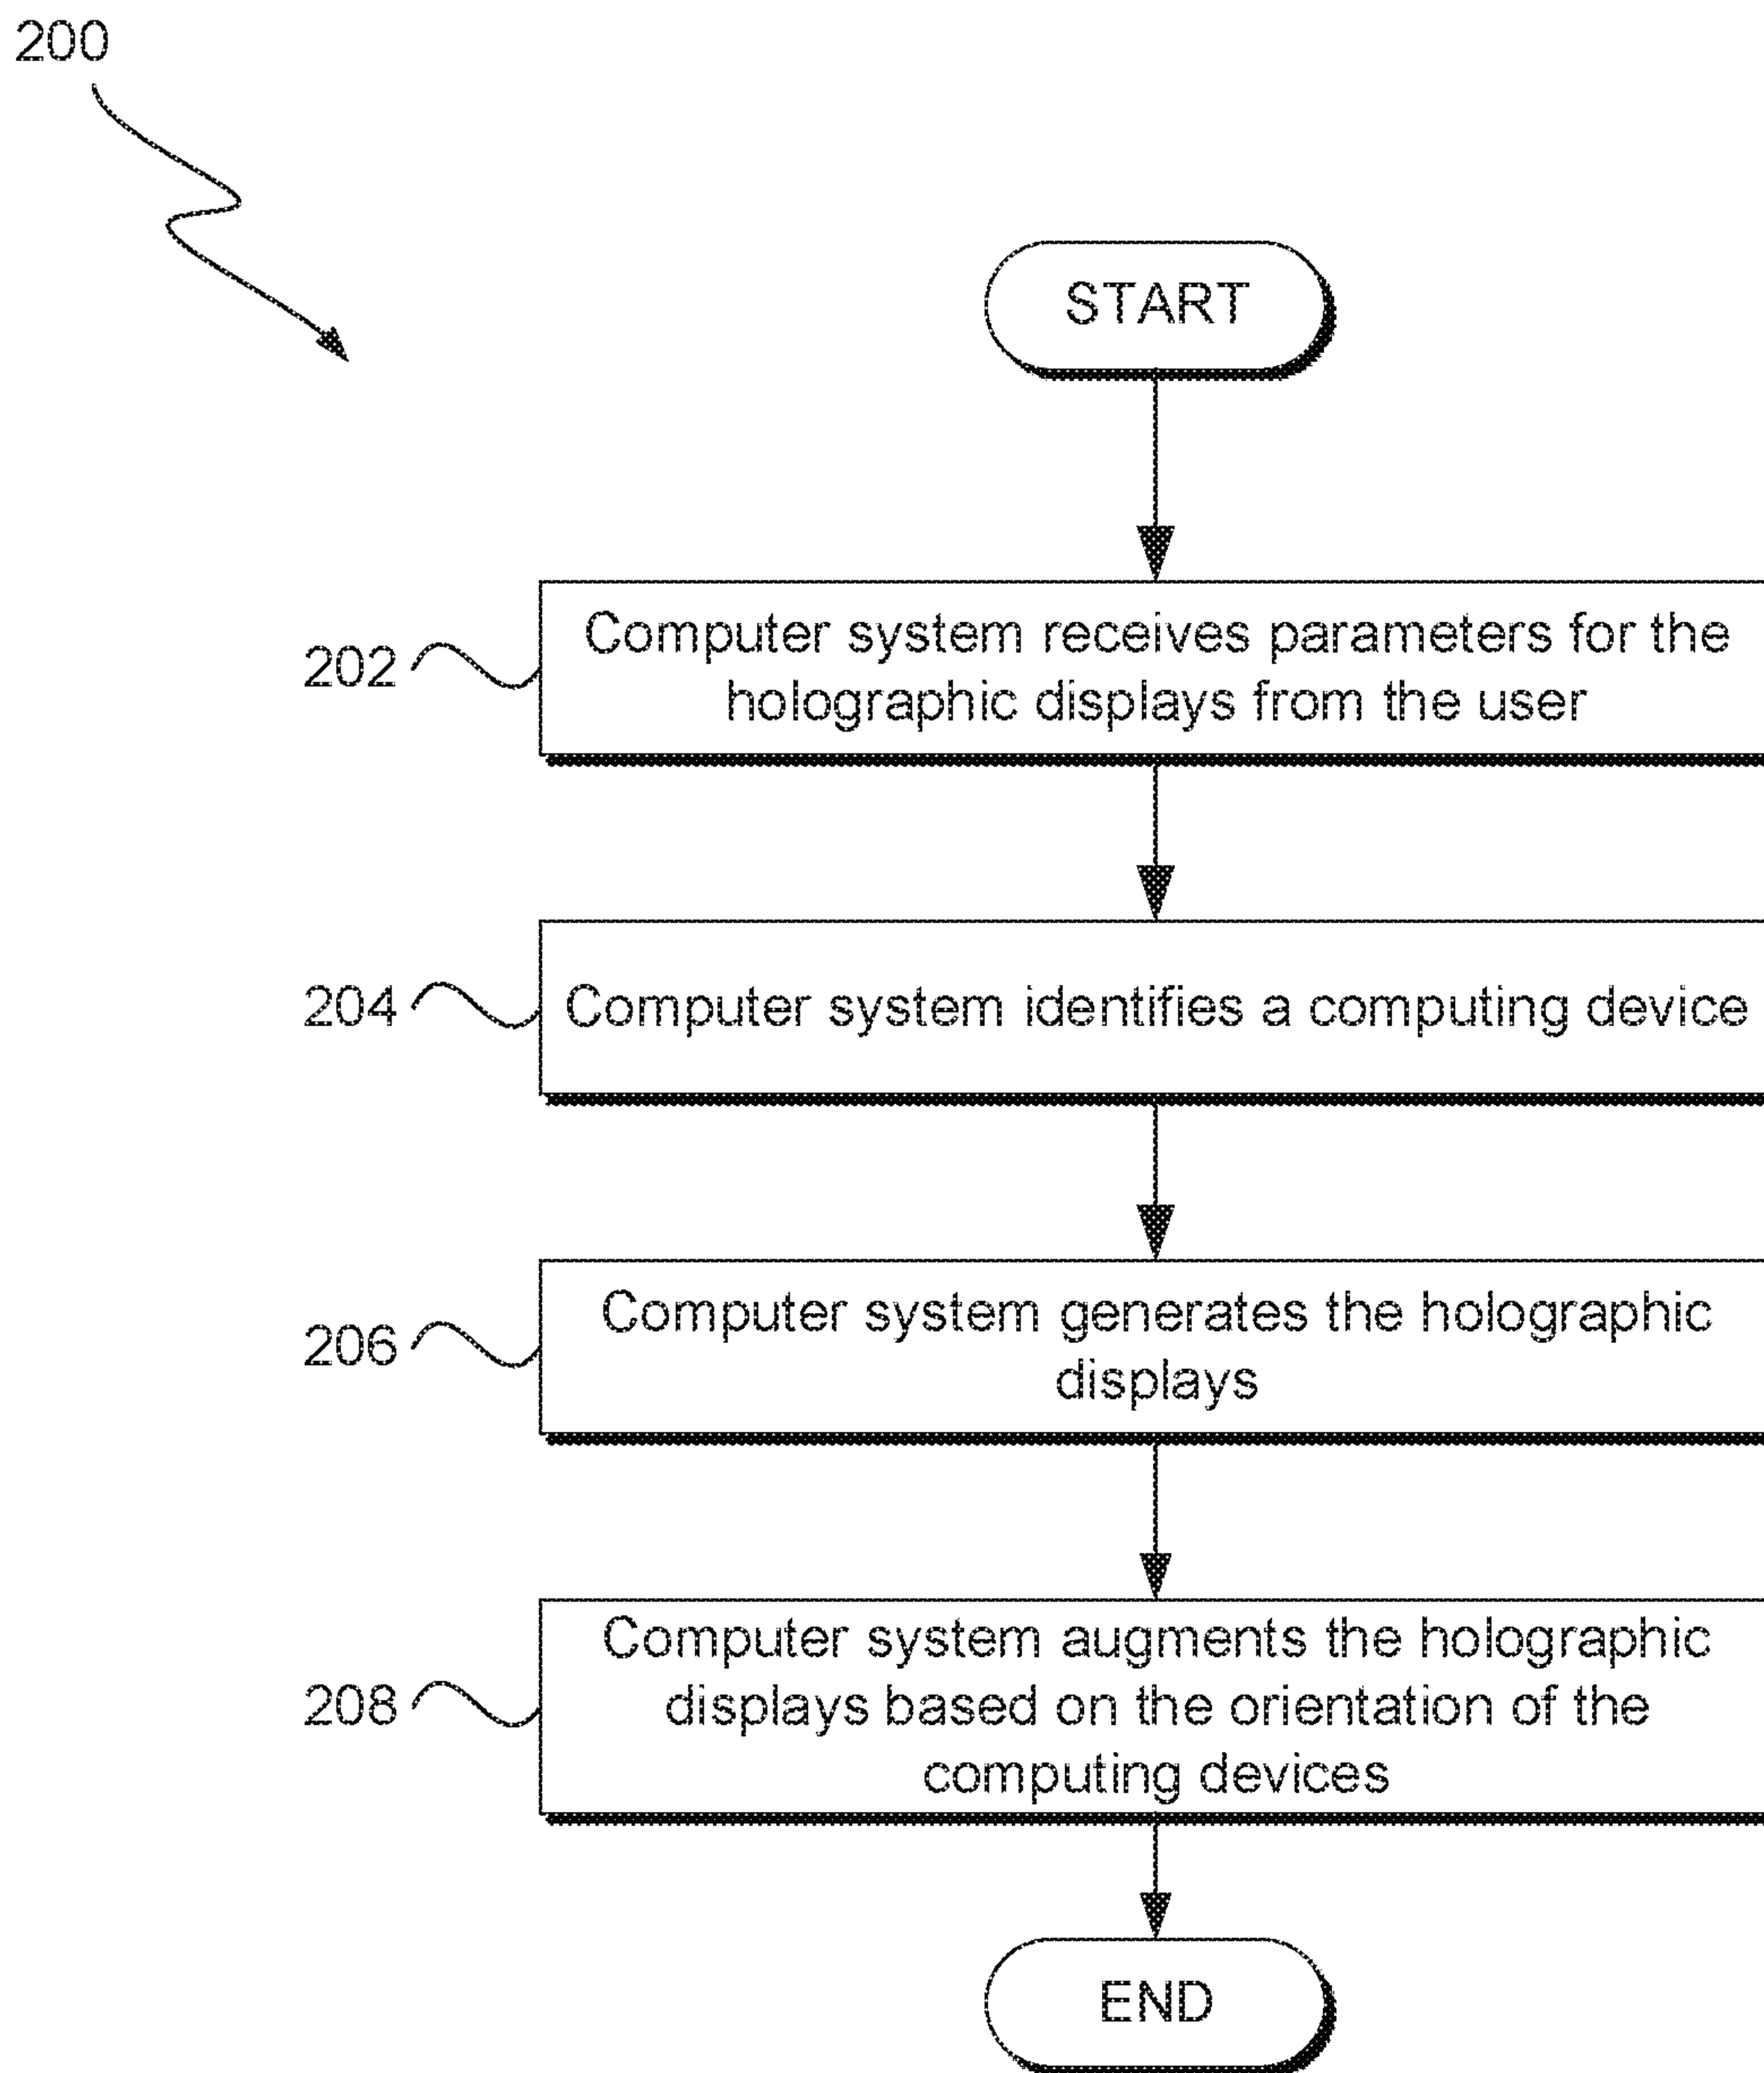 200
START
202
Computer system receives parameters for the
holographic displays from the user
204
Computer system identifies a computing device
206
Computer system generates the holographic
displays
208
Computer system augments the holographic
displays based on the orientation of the
computing devices
END